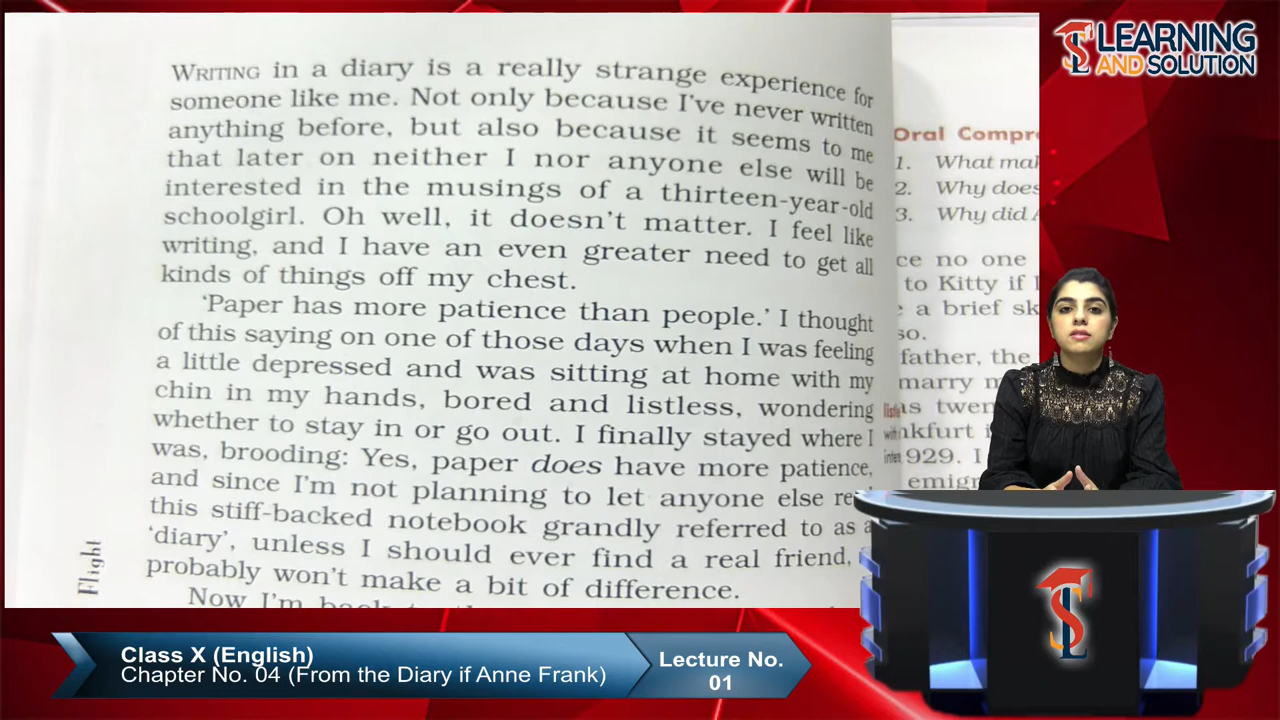 WRITING in a diary is a really strange experience for
someone like me. Not only because I've never written
anything before, but also because it seems to me
that later on neither I nor anyone else will be
interested in the musings of a thirteen-year-old
schoolgirl. Oh well, it doesn't matter. I feel like
writing, and I have an even greater need to get all
kinds of things off my chest.
'Paper has more patience than people.' I thought
of this saying on one of those days when I was feeling
a little depressed and was sitting at home with my
chin in my hands, bored and listless, wondering
whether to stay in or go out. I finally stayed where I
was, brooding: Yes, paper does have more patience,
and since I'm not planning to let anyone else
this stiff-backed notebook grandly referred to as a
'diary', unless I should ever find a real friend,
probably won't make a bit of difference.
Now I'm
Flight
Oral
1. What
2. Why does
3. Why did
ce no one
to Kitty if
a brief
so.
father, the
marry
as
929. I
LEARNING
AND SOLUTION
Class X (English)
Chapter No. 04 (From the Diary if Anne Frank)
Lecture No.
01